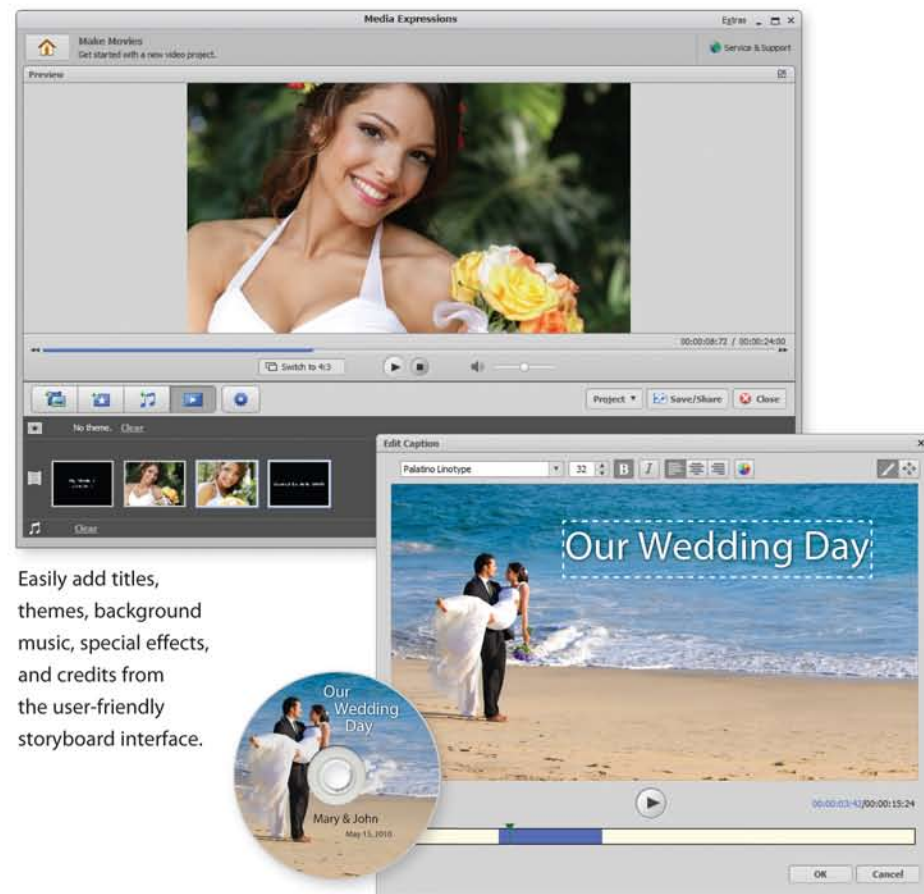 Media Expressions
Extras
Make Movies
Get started with a new video project.
Service & Support
Preview
00:00:08:72 / 00:00:24:00
Switch to 4:3
Project
Save/Share
Close
No theme. Clear
Clear
Edit Caption
Palatino Linotype
32
B
I
Our Wedding Day
00:00:03:42/00:00:15:24
OK
Cancel
Easily add titles,
themes, background
music, special effects,
and credits from
the user-friendly
storyboard interface.
Our
Wedding
Day
Mary & John
May 15, 2010